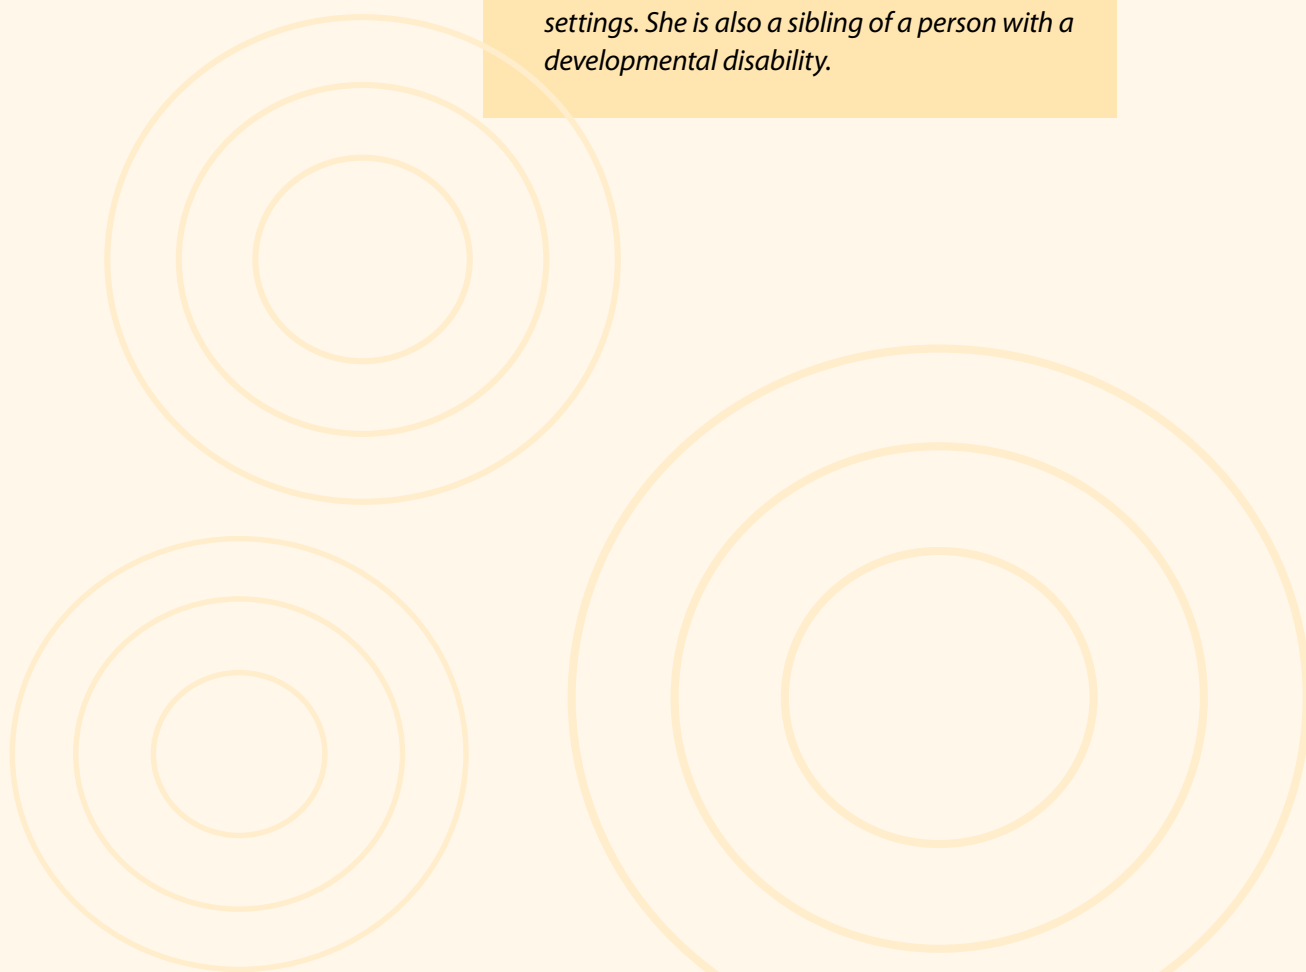 settings. She is also a sibling of a person with a
developmental disability.